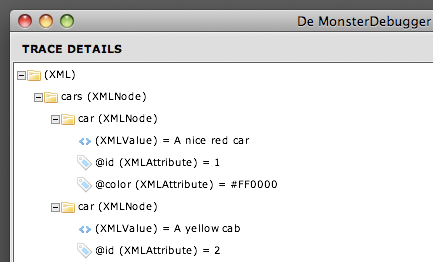 De MonsterDebugger
TRACE DETAILS
(XML)
cars (XMLNode)
car (XMLNode)
(XMLValue) = A nice red car
@id (XMLAttribute) = 1
@color (XMLAttribute) = #FF0000
car (XMLNode)
(XMLValue) = A yellow cab
@id (XMLAttribute) = 2